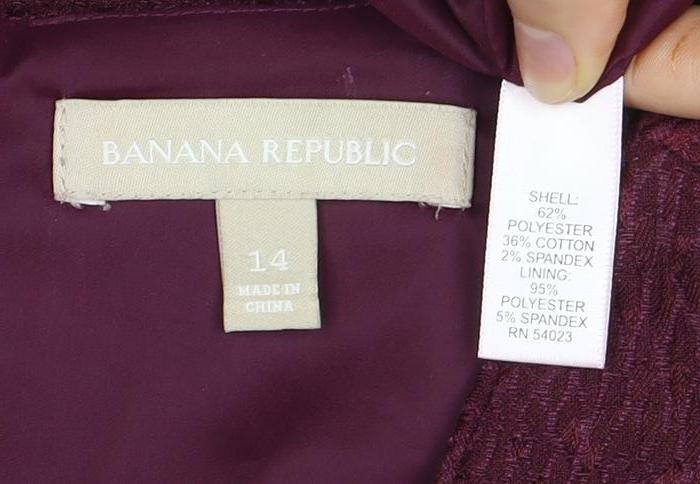 BANANA REPUBLIC
14
MADE IN
CHINA
SHELL:
62%
POLYESTER
36% COTTON
2% SPANDEX
LINING:
95%
POLYESTER
5% SPANDEX
RN 54023